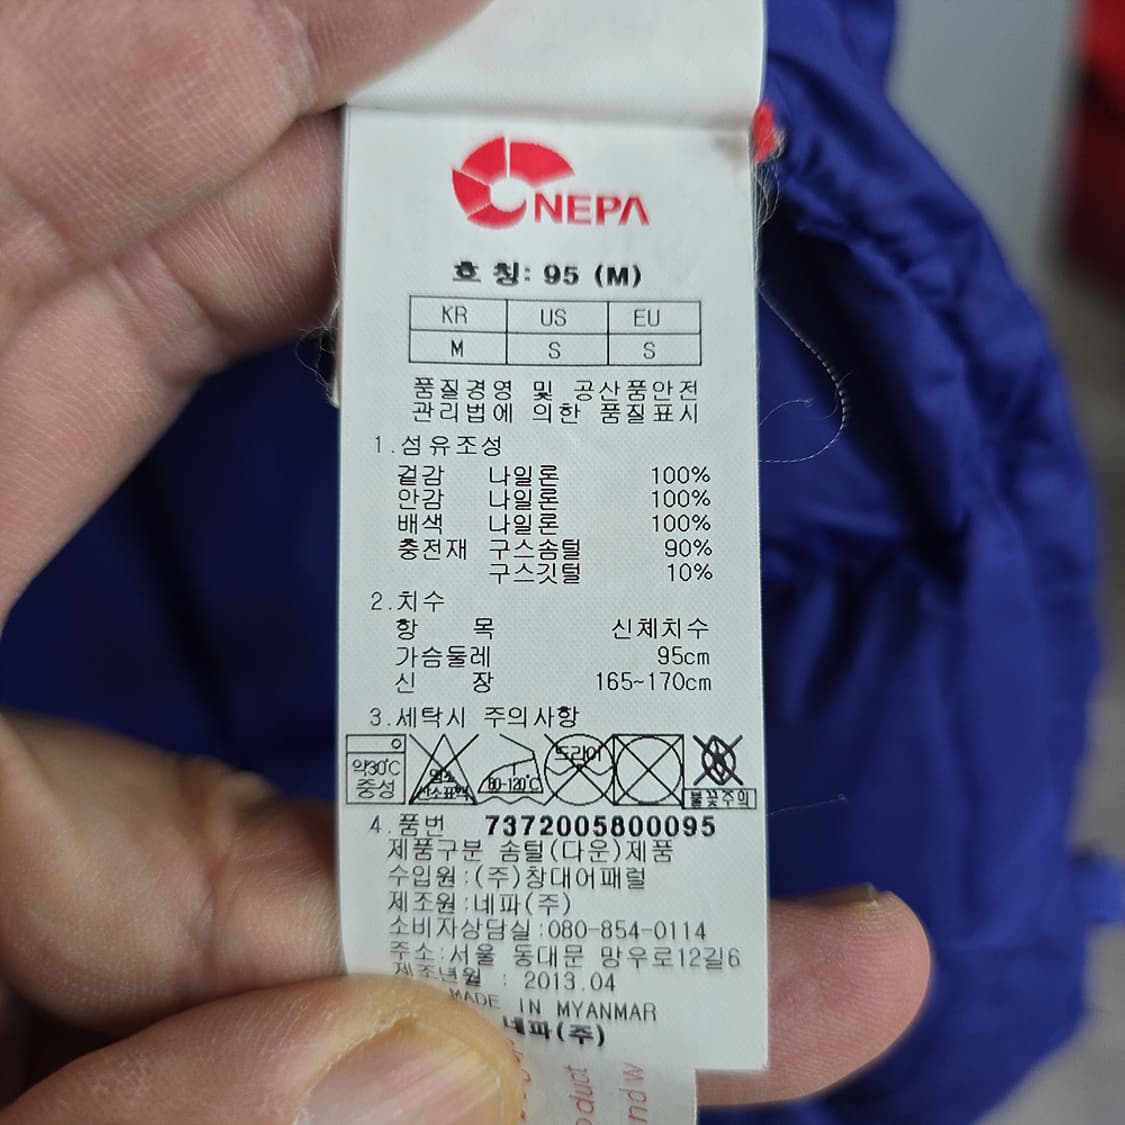 NEPA
호 칭: 95 (M)
KR US EU
M S S
품질경영 및 공산품안전
관리법에 의한 품질표시
1.섬유조성
겉감 나일론 100%
안감 나일론 100%
배색 나일론 100%
충전재 구스솜털 90%
구스깃털 10%
2.치수
항 목 신체치수
가슴둘레 95cm
신 장 165~170cm
3.세탁시 주의사항
약30℃ 중성 염소 산소표백 80-120℃ 드라이 불꽃주의
4.품번 7372005800095
제품구분 솜털(다운)제품
수입원:(주)창대어패럴
제조원:네파(주)
소비자상담실:080-854-0114
주소:서울 동대문 망우로12길6
제조년월 : 2013.04
MADE IN MYANMAR
네파(주)